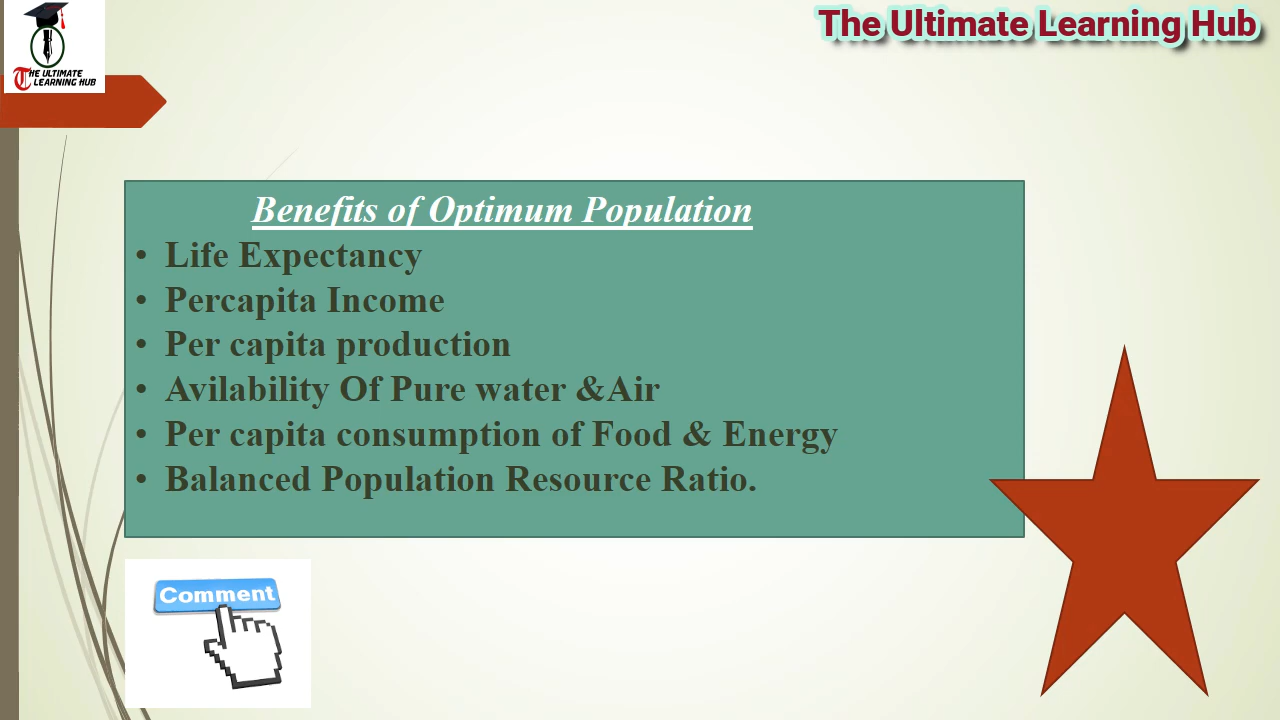 The Ultimate Learning Hub
THE ULTIMATE
LEARNING HUB
Benefits of Optimum Population
• Life Expectancy
• Percapita Income
• Per capita production
• Avilability Of Pure water &Air
• Per capita consumption of Food & Energy
• Balanced Population Resource Ratio.
Comment